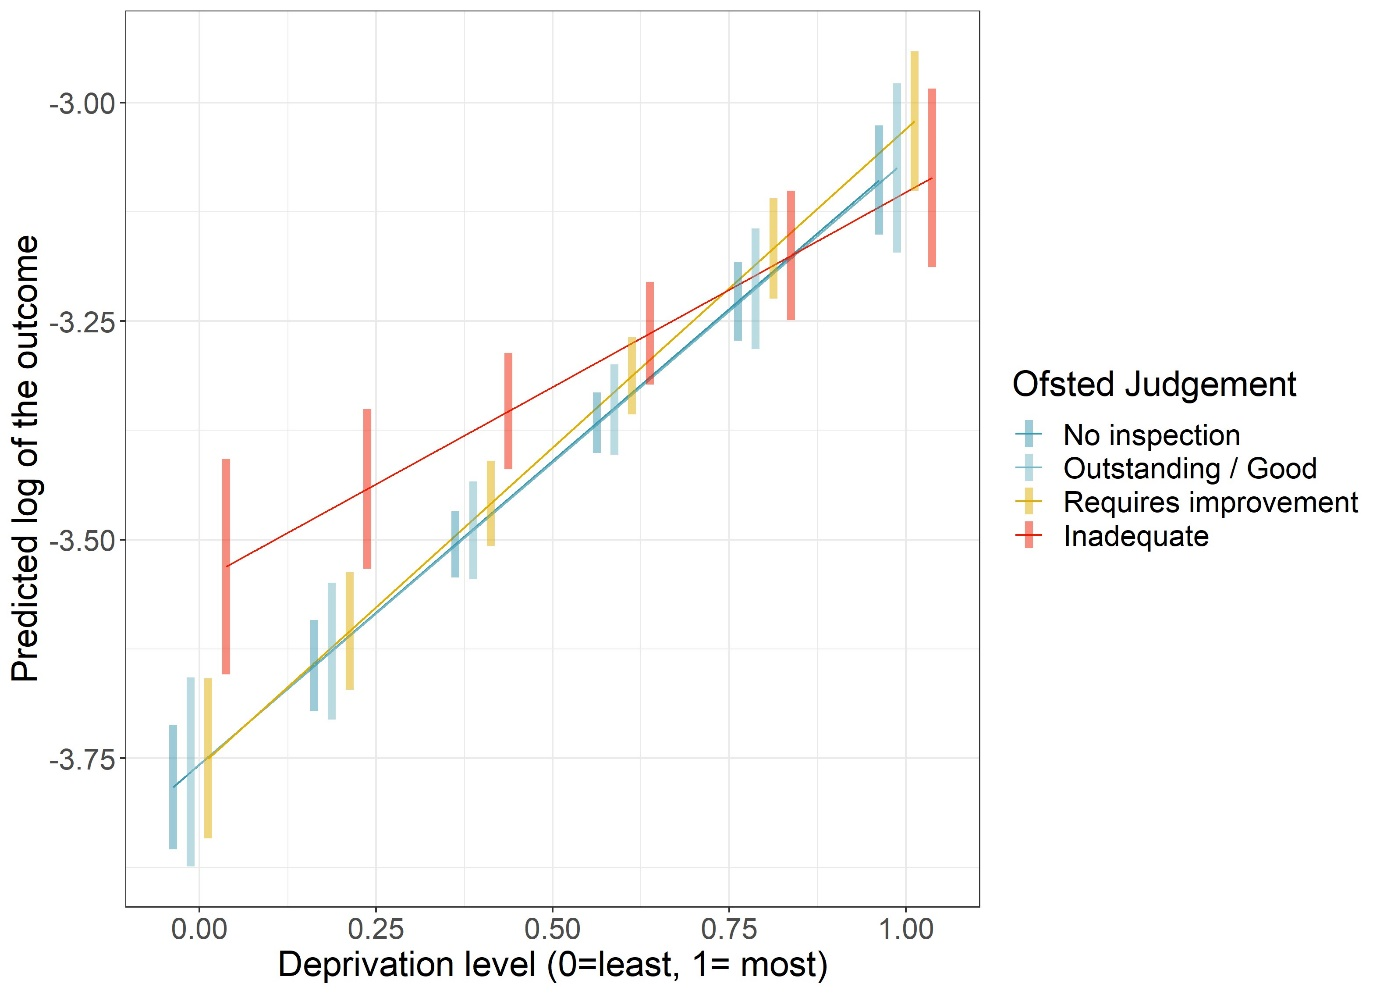 Predicted log of the outcome
-3.00
-3.25
-3.50
-3.75
0.00 0.25 0.50 0.75 1.00
Deprivation level (0=least, 1= most)
Ofsted Judgement
No inspection
Outstanding / Good
Requires improvement
Inadequate